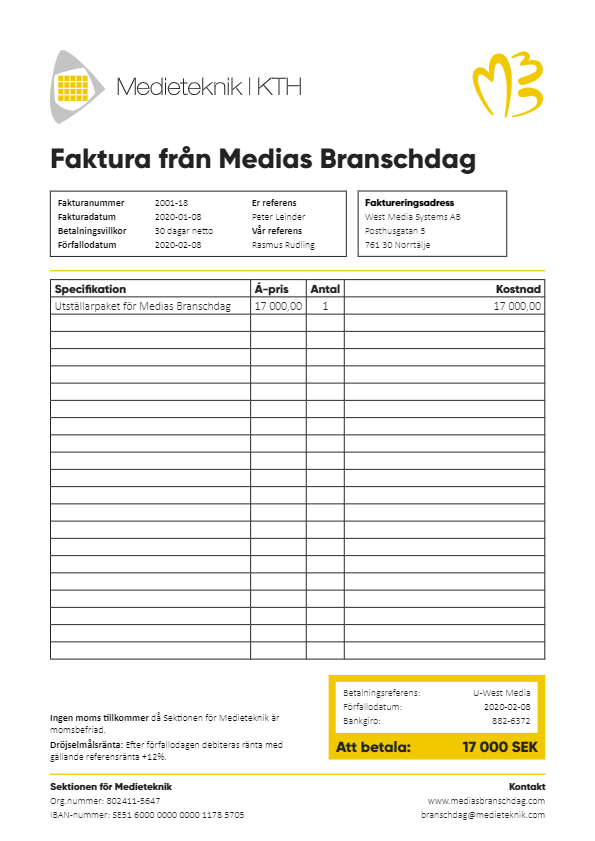 Medieteknik | KTH
Faktura från Medias Branschdag
Fakturanummer 2001-18 Er referens
Fakturadatum 2020-01-08 Peter Leinder
Betalningsvillkor 30 dagar netto Vår referens
Förfallodatum 2020-02-08 Rasmus Rudling
Faktureringsadress
West Media Systems AB
Posthusgatan 5
761 30 Norrtälje
Specifikation Á-pris Antal Kostnad
Utställarpaket för Medias Branschdag 17 000,00 1 17 000,00
Ingen moms tillkommer då Sektionen för Medieteknik är
momsbefriad.
Dröjselmålsränta: Efter förfallodagen debiteras ränta med
gällande referensränta +12%.
Betalningsreferens: U-West Media
Förfallodatum: 2020-02-08
Bankgiro: 882-6372
Att betala: 17 000 SEK
Sektionen för Medieteknik Kontakt
Org.nummer: 802411-5647 www.mediasbranschdag.com
IBAN-nummer: SE51 6000 0000 0000 1178 5705 branschdag@medieteknik.com